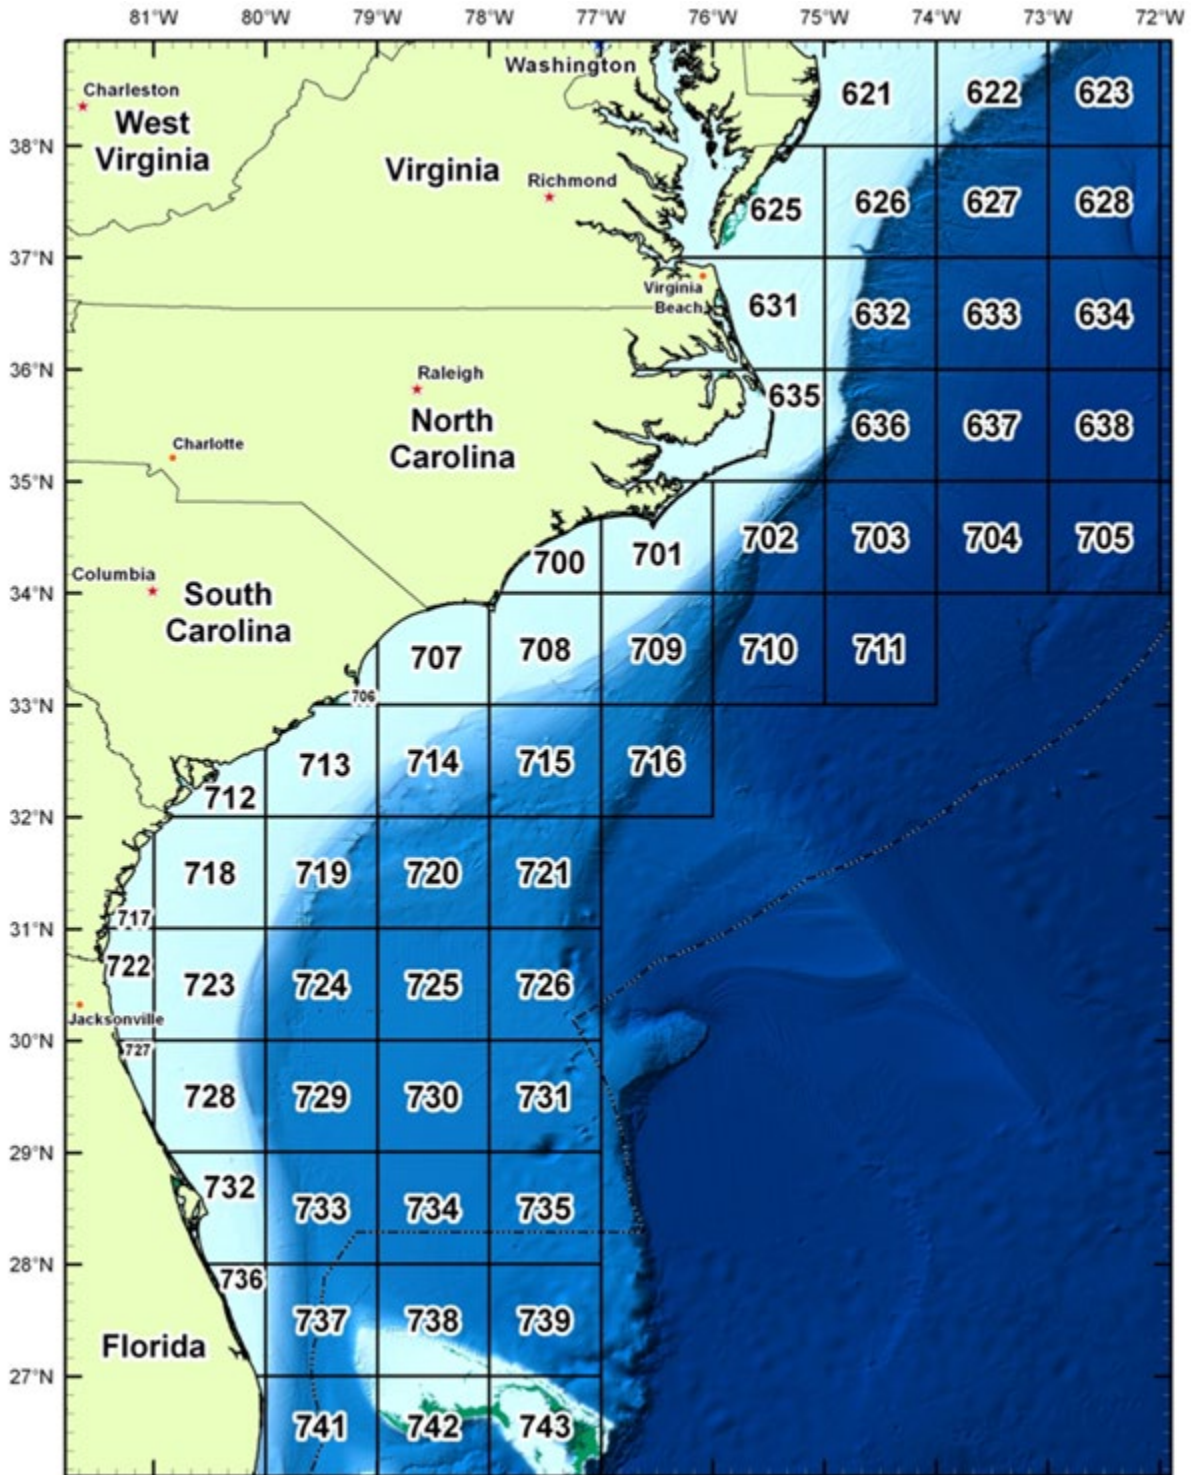 81°W 80°W 79°W 78°W 77°W 76°W 75°W 74°W 73°W 72°W
Washington
Charleston
621 622 623
West
Virginia
38°N
Virginia
Richmond
625 626 627 628
37°N
Virginia
Beach
631 632 633 634
36°N
Raleigh
635
North
Carolina
636 637 638
Charlotte
35°N
700 701 702 703 704 705
Columbia
34°N
South
Carolina
707 708 709 710 711
706
33°N
712 713 714 715 716
32°N
718 719 720 721
717
31°N
722 723 724 725 726
Jacksonville
30°N
727
728 729 730 731
29°N
732 733 734 735
28°N
736
737 738 739
Florida
27°N
741 742 743